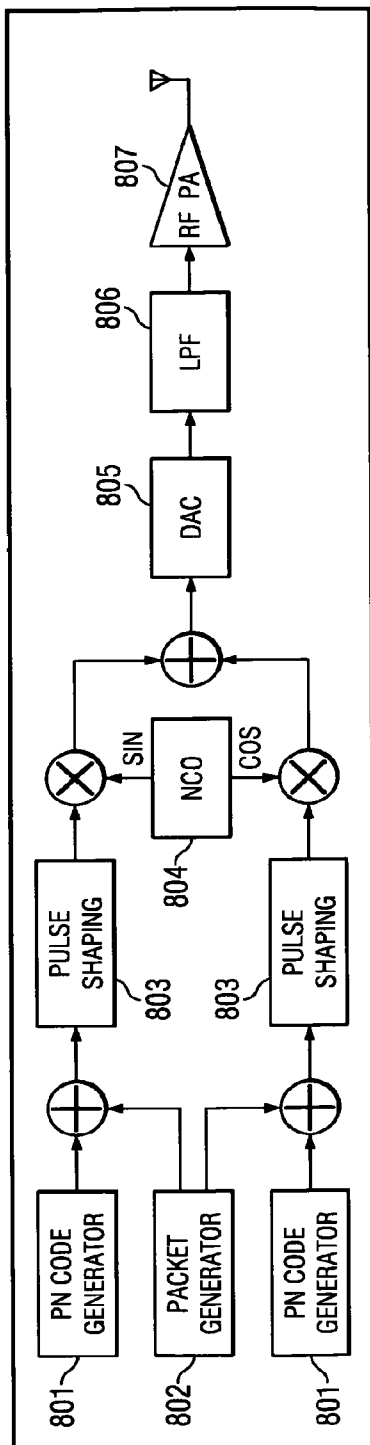 PN CODE
GENERATOR
801
PACKET
GENERATOR
802
PN CODE
GENERATOR
801
PULSE
SHAPING
803
PULSE
SHAPING
803
SIN
NCO
COS
804
DAC
805
LPF
806
RF PA
807